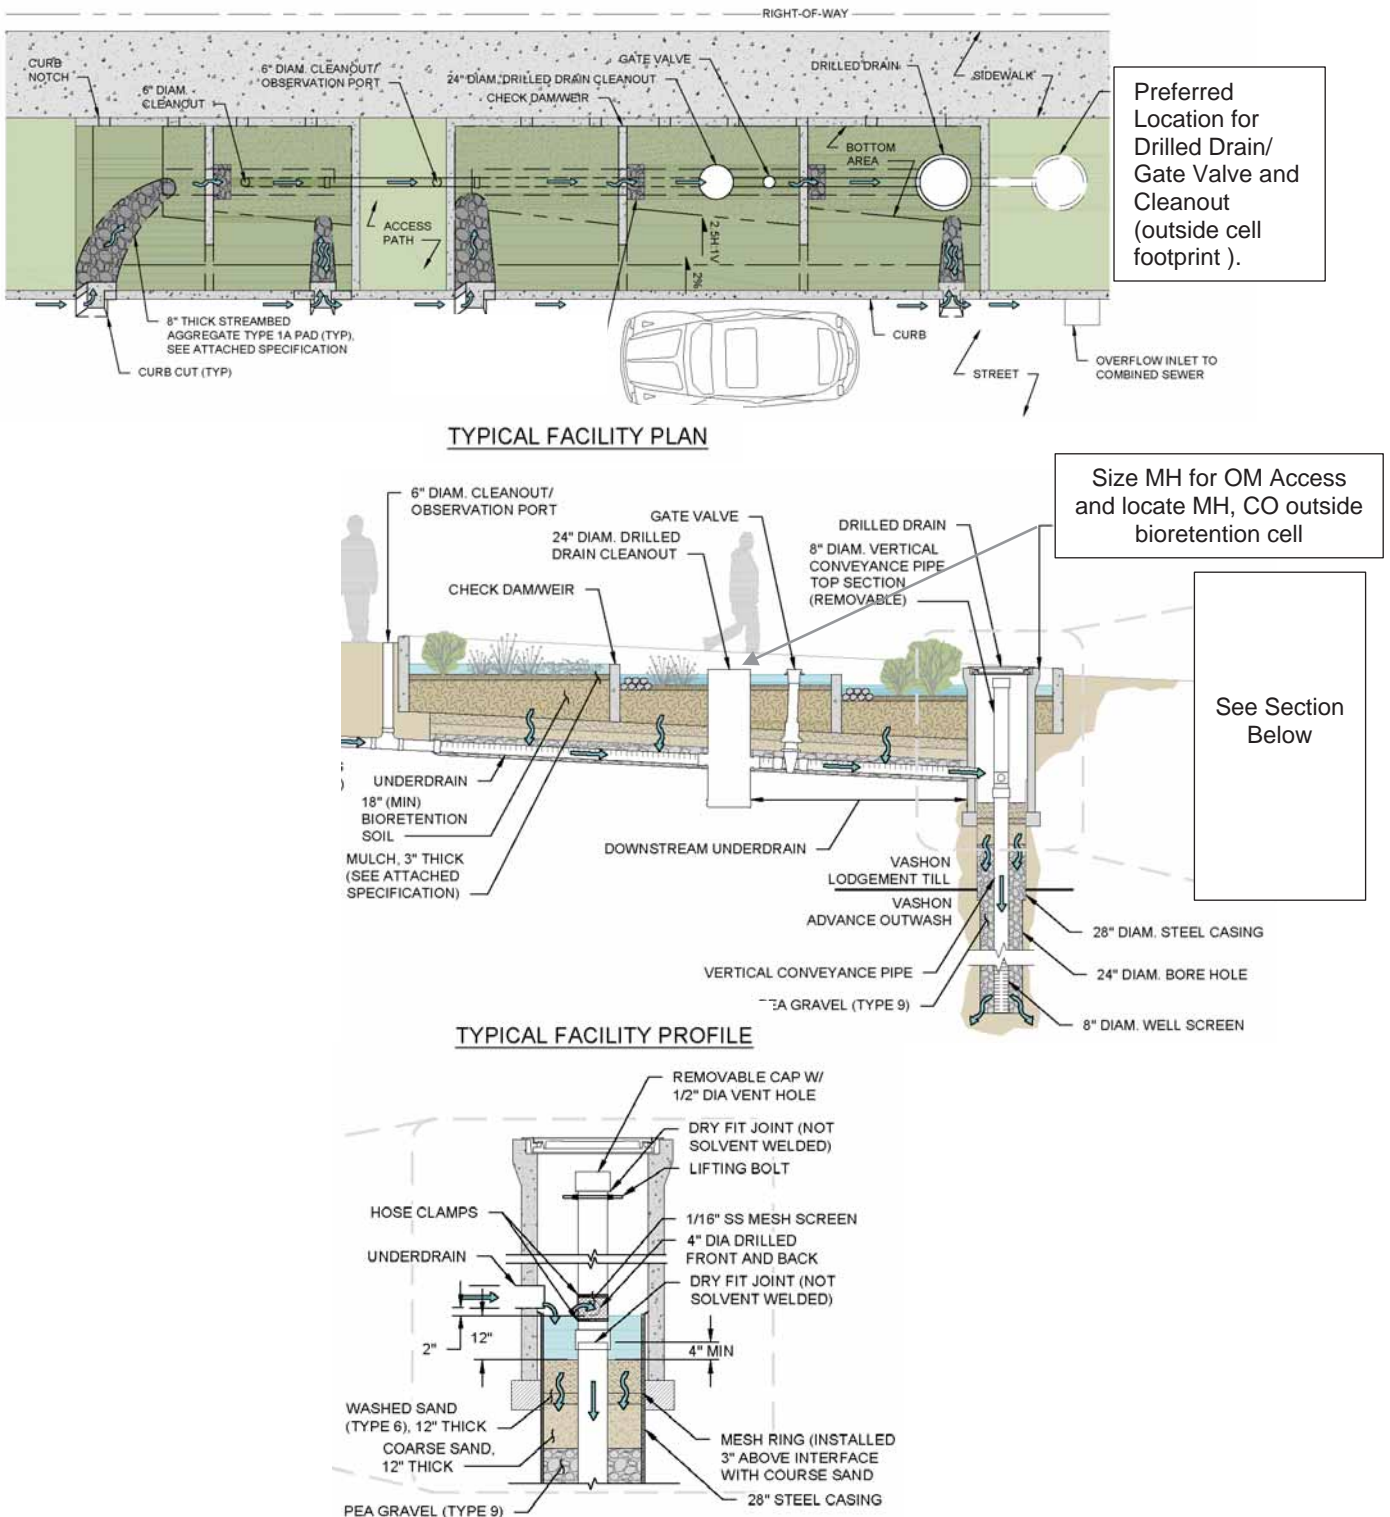 RIGHT-OF-WAY
CURB
NOTCH
6" DIAM.
CLEANOUT
6" DIAM. CLEANOUT/
OBSERVATION PORT
24" DIAM. DRILLED DRAIN CLEANOUT
CHECK DAM/WEIR
GATE VALVE
DRILLED DRAIN
SIDEWALK
Preferred
Location for
Drilled Drain/
Gate Valve and
Cleanout
(outside cell
footprint ).
BOTTOM
AREA
ACCESS
PATH
2.5H:1V
2%
8" THICK STREAMBED
AGGREGATE TYPE 1A PAD (TYP),
SEE ATTACHED SPECIFICATION
CURB CUT (TYP)
CURB
STREET
OVERFLOW INLET TO
COMBINED SEWER
TYPICAL FACILITY PLAN
Size MH for OM Access
and locate MH, CO outside
bioretention cell
6" DIAM. CLEANOUT/
OBSERVATION PORT
24" DIAM. DRILLED
DRAIN CLEANOUT
GATE VALVE
DRILLED DRAIN
8" DIAM. VERTICAL
CONVEYANCE PIPE
TOP SECTION
(REMOVABLE)
CHECK DAM/WEIR
See Section
Below
UNDERDRAIN
18" (MIN)
BIORETENTION
SOIL
MULCH, 3" THICK
(SEE ATTACHED
SPECIFICATION)
DOWNSTREAM UNDERDRAIN
VASHON
LODGEMENT TILL
VASHON
ADVANCE OUTWASH
28" DIAM. STEEL CASING
VERTICAL CONVEYANCE PIPE
24" DIAM. BORE HOLE
EA GRAVEL (TYPE 9)
8" DIAM. WELL SCREEN
TYPICAL FACILITY PROFILE
REMOVABLE CAP W/
1/2" DIA VENT HOLE
DRY FIT JOINT (NOT
SOLVENT WELDED)
LIFTING BOLT
HOSE CLAMPS
1/16" SS MESH SCREEN
4" DIA DRILLED
FRONT AND BACK
UNDERDRAIN
DRY FIT JOINT (NOT
SOLVENT WELDED)
12"
2"
4" MIN
WASHED SAND
(TYPE 6), 12" THICK
COARSE SAND,
12" THICK
MESH RING (INSTALLED
3" ABOVE INTERFACE
WITH COURSE SAND
28" STEEL CASING
PEA GRAVEL (TYPE 9)